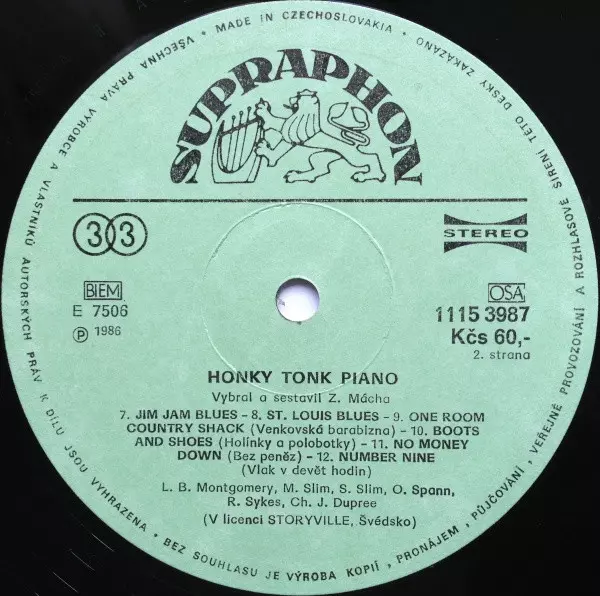 • VŠECHNA PRÁVA VÝROBCE A VLASTNÍKŮ AUTORSKÝCH PRÁV K DÍLU JSOU VYHRAZENA • BEZ SOUHLASU JE VÝROBA KOPIÍ, PRONÁJEM, PŮJČOVÁNÍ, VEŘEJNÉ PROVOZOVÁNÍ A ROZHLASOVÉ ŠÍŘENÍ TÉTO DESKY ZAKÁZÁNO • MADE IN CZECHOSLOVAKIA
SUPRAPHON
33
STEREO
BIEM
OSA
E 7506
1115 3987
Ⓟ 1986
Kčs 60,-
2. strana
HONKY TONK PIANO
Vybral a sestavil Z. Mácha
7. JIM JAM BLUES – 8. ST. LOUIS BLUES – 9. ONE ROOM
COUNTRY SHACK (Venkovská barabizna) – 10. BOOTS
AND SHOES (Holínky a polobotky) – 11. NO MONEY
DOWN (Bez peněz) – 12. NUMBER NINE
(Vlak v devět hodin)
L. B. Montgomery, M. Slim, S. Slim, O. Spann,
R. Sykes, Ch. J. Dupree
(V licenci STORYVILLE, Švédsko)